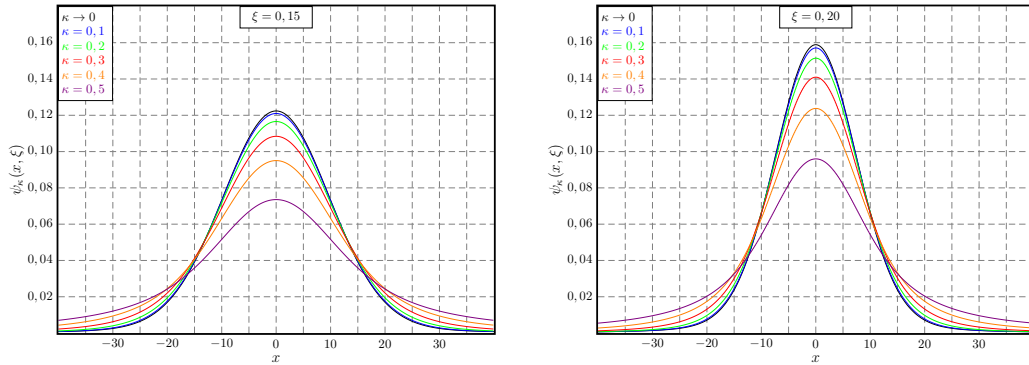 κ → 0
κ = 0, 1
κ = 0, 2
κ = 0, 3
κ = 0, 4
κ = 0, 5
ξ = 0, 15
0, 16
0, 14
0, 12
0, 10
0, 08
0, 06
0, 04
0, 02
ψκ(x, ξ)
−30
−20
−10
0
10
20
30
x
κ → 0
κ = 0, 1
κ = 0, 2
κ = 0, 3
κ = 0, 4
κ = 0, 5
ξ = 0, 20
0, 16
0, 14
0, 12
0, 10
0, 08
0, 06
0, 04
0, 02
ψκ(x, ξ)
−30
−20
−10
0
10
20
30
x